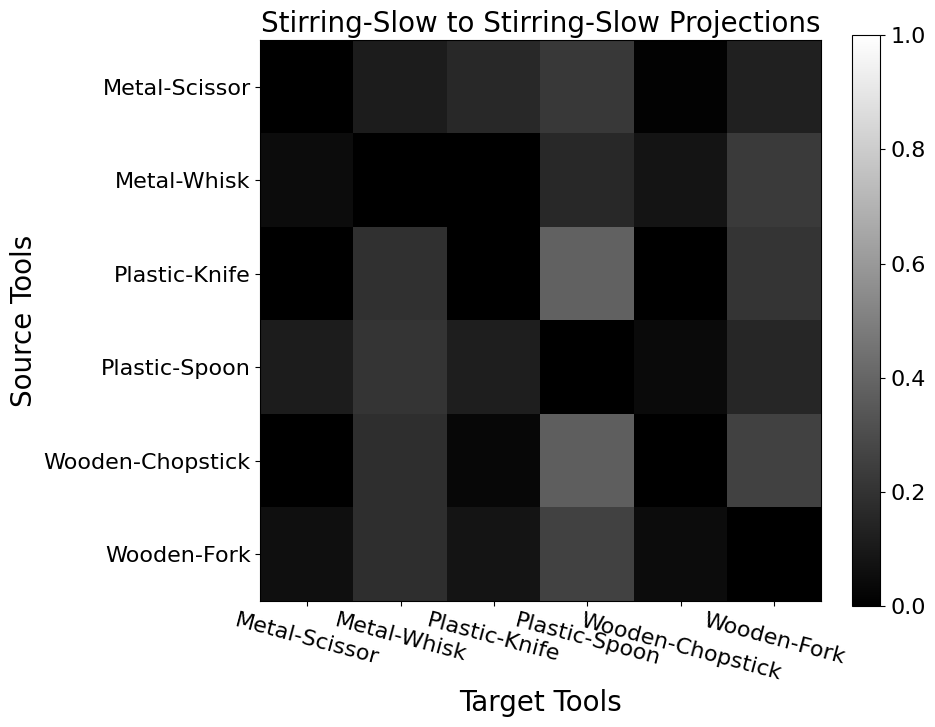 Stirring-Slow to Stirring-Slow Projections
Source Tools
Metal-Scissor
Metal-Whisk
Plastic-Knife
Plastic-Spoon
Wooden-Chopstick
Wooden-Fork
Metal-Scissor
Metal-Whisk
Plastic-Knife
Plastic-Spoon
Wooden-Chopstick
Wooden-Fork
Target Tools
1.0
0.8
0.6
0.4
0.2
0.0